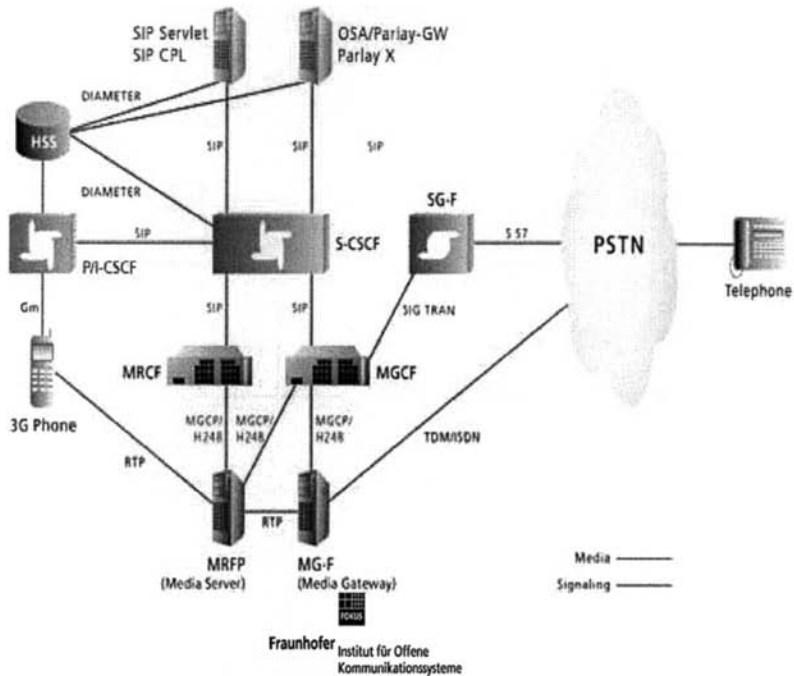 SIP Servlet
SIP CPL
OSA/Parlay-GW
Parlay X
DIAMETER
HSS
SIP
SIP
SIP
DIAMETER
SG-F
SIP
S-CSCF
S S7
PSTN
P/I-CSCF
Telephone
Gm
SIP
SIP
SIG TRAN
MRCF
MGCF
3G Phone
MGCP/
H248
MGCP/
H248
MGCP/
H248
TDM/ISDN
RTP
RTP
MRFP
(Media Server)
MG-F
(Media Gateway)
Media
Signaling
FOKUS
Fraunhofer
Institut für Offene
Kommunikationssysteme